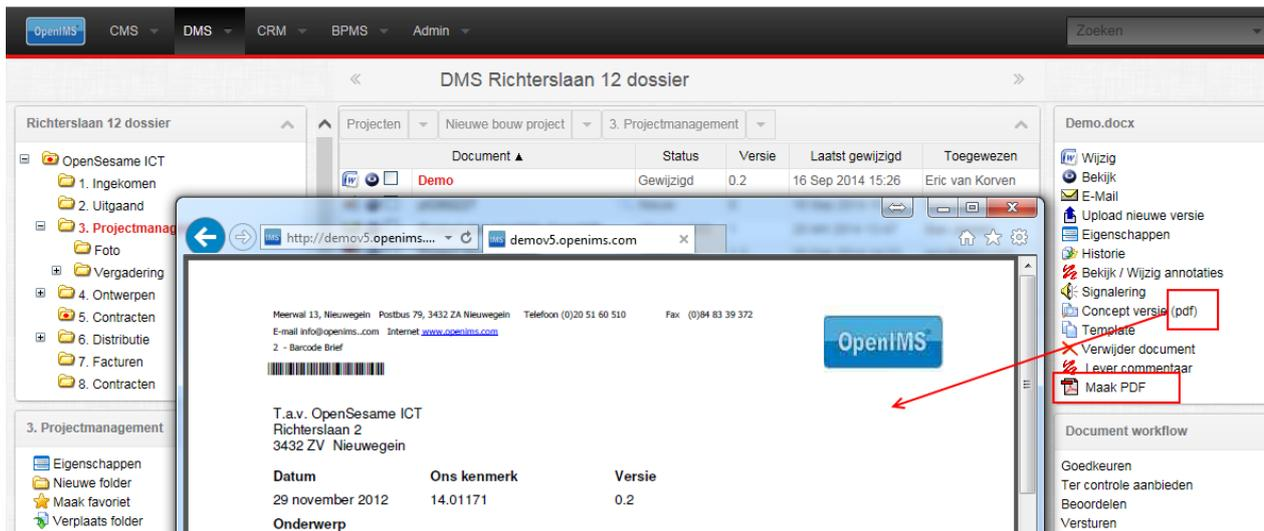 OpenIMS CMS DMS CRM BPMS Admin Zoeken
DMS Richterslaan 12 dossier
Richterslaan 12 dossier
OpenSesame ICT
1. Ingekomen
2. Uitgaand
3. Projectmanag
Foto
Vergadering
4. Ontwerpen
5. Contracten
6. Distributie
7. Facturen
8. Contracten
3. Projectmanagement
Eigenschappen
Nieuwe folder
Maak favoriet
Verplaats folder
Projecten Nieuwe bouw project 3. Projectmanagement
Document ▲ Status Versie Laatst gewijzigd Toegewezen
Demo Gewijzigd 0.2 16 Sep 2014 15:26 Eric van Korven
http://demov5.openims.... demov5.openims.com
Meerwal 13, Nieuwegein Postbus 79, 3432 ZA Nieuwegein Telefoon (0)20 51 60 510 Fax (0)84 83 39 372
E-mail info@openims..com Internet www.openims.com
2 - Barcode Brief
OpenIMS
T.a.v. OpenSesame ICT
Richterslaan 2
3432 ZV Nieuwegein
Datum Ons kenmerk Versie
29 november 2012 14.01171 0.2
Onderwerp
Demo.docx
Wijzig
Bekijk
E-Mail
Upload nieuwe versie
Eigenschappen
Historie
Bekijk / Wijzig annotaties
Signalering
Concept versie (pdf)
Template
Verwijder document
Lever commentaar
Maak PDF
Document workflow
Goedkeuren
Ter controle aanbieden
Beoordelen
Versturen